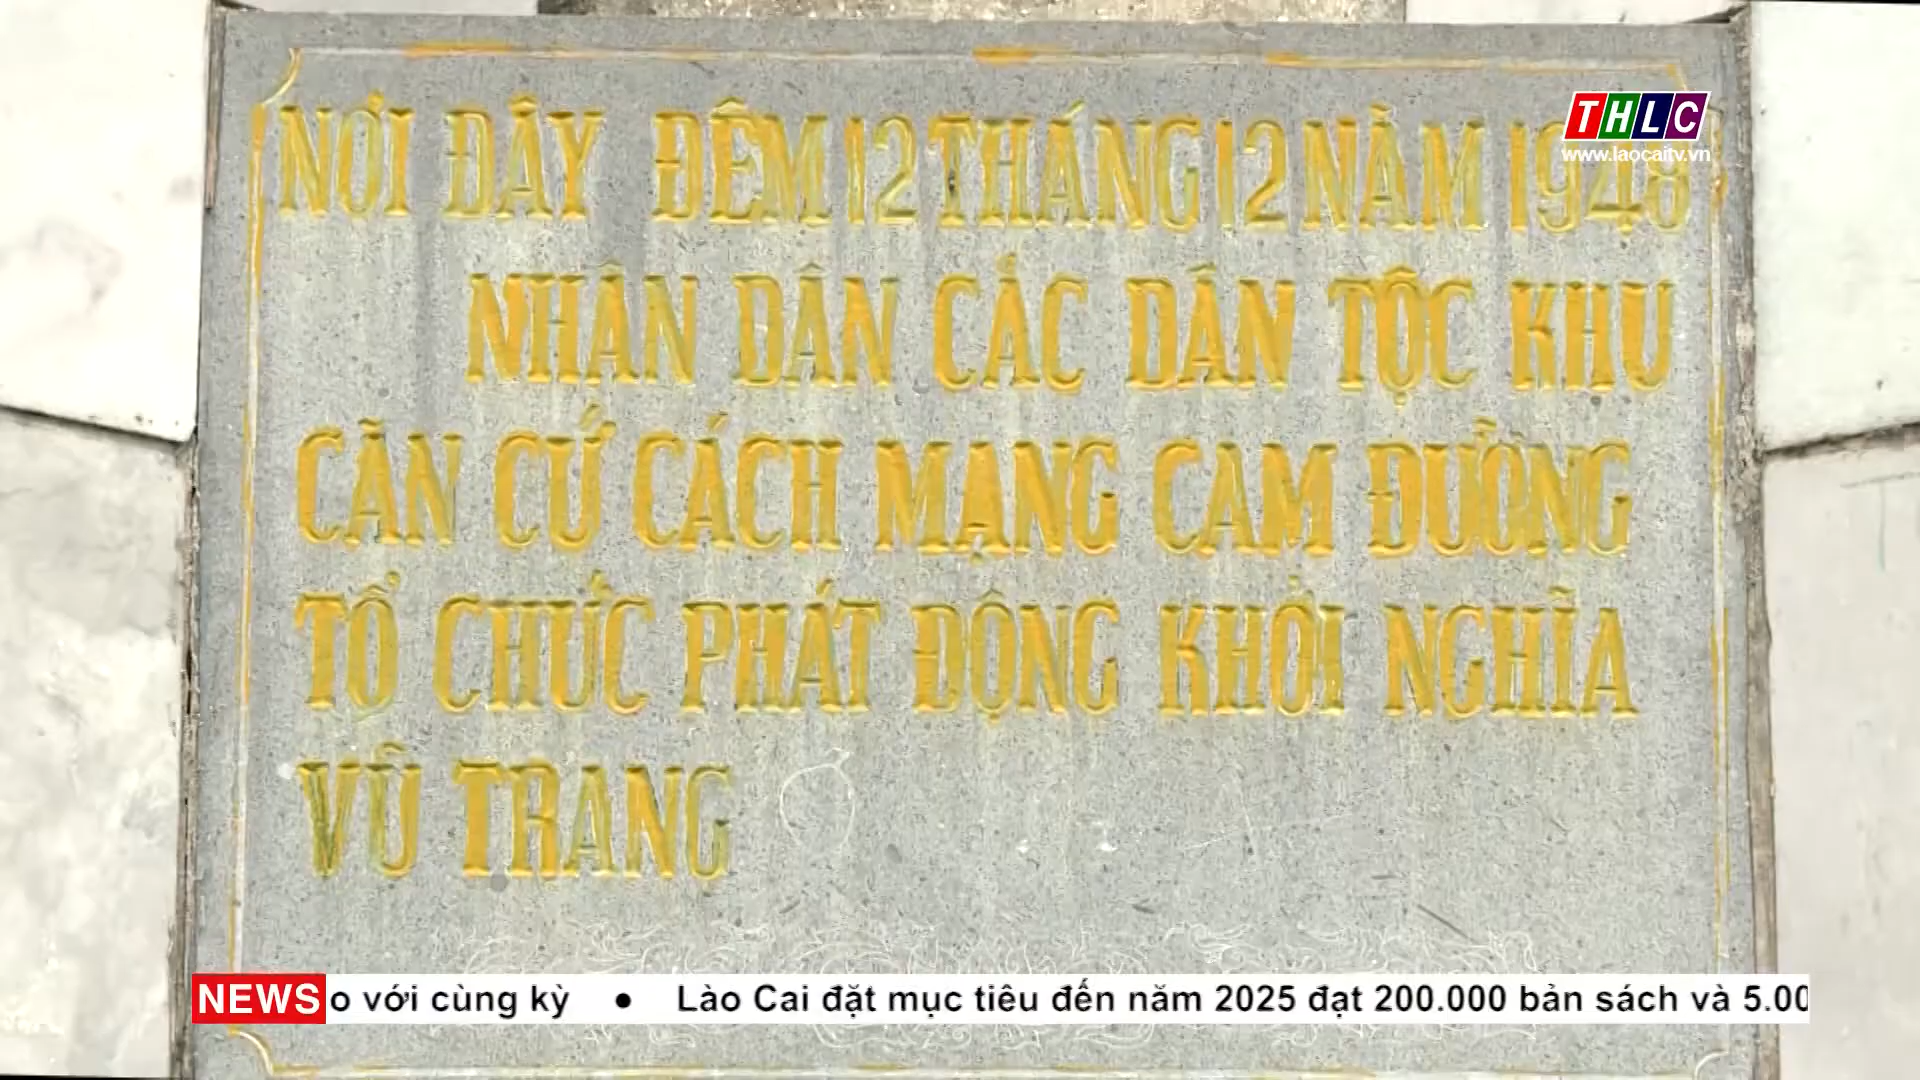 THLC
www.laocaitv.vn
NƠI ĐÂY ĐÊM 12 THÁNG 12 NĂM 1948
NHÂN DÂN CÁC DÂN TỘC KHU
CĂN CỨ CÁCH MẠNG CAM ĐƯỜNG
TỔ CHỨC PHÁT ĐỘNG KHỞI NGHĨA
VŨ TRANG
NEWS o với cùng kỳ • Lào Cai đặt mục tiêu đến năm 2025 đạt 200.000 bản sách và 5.00